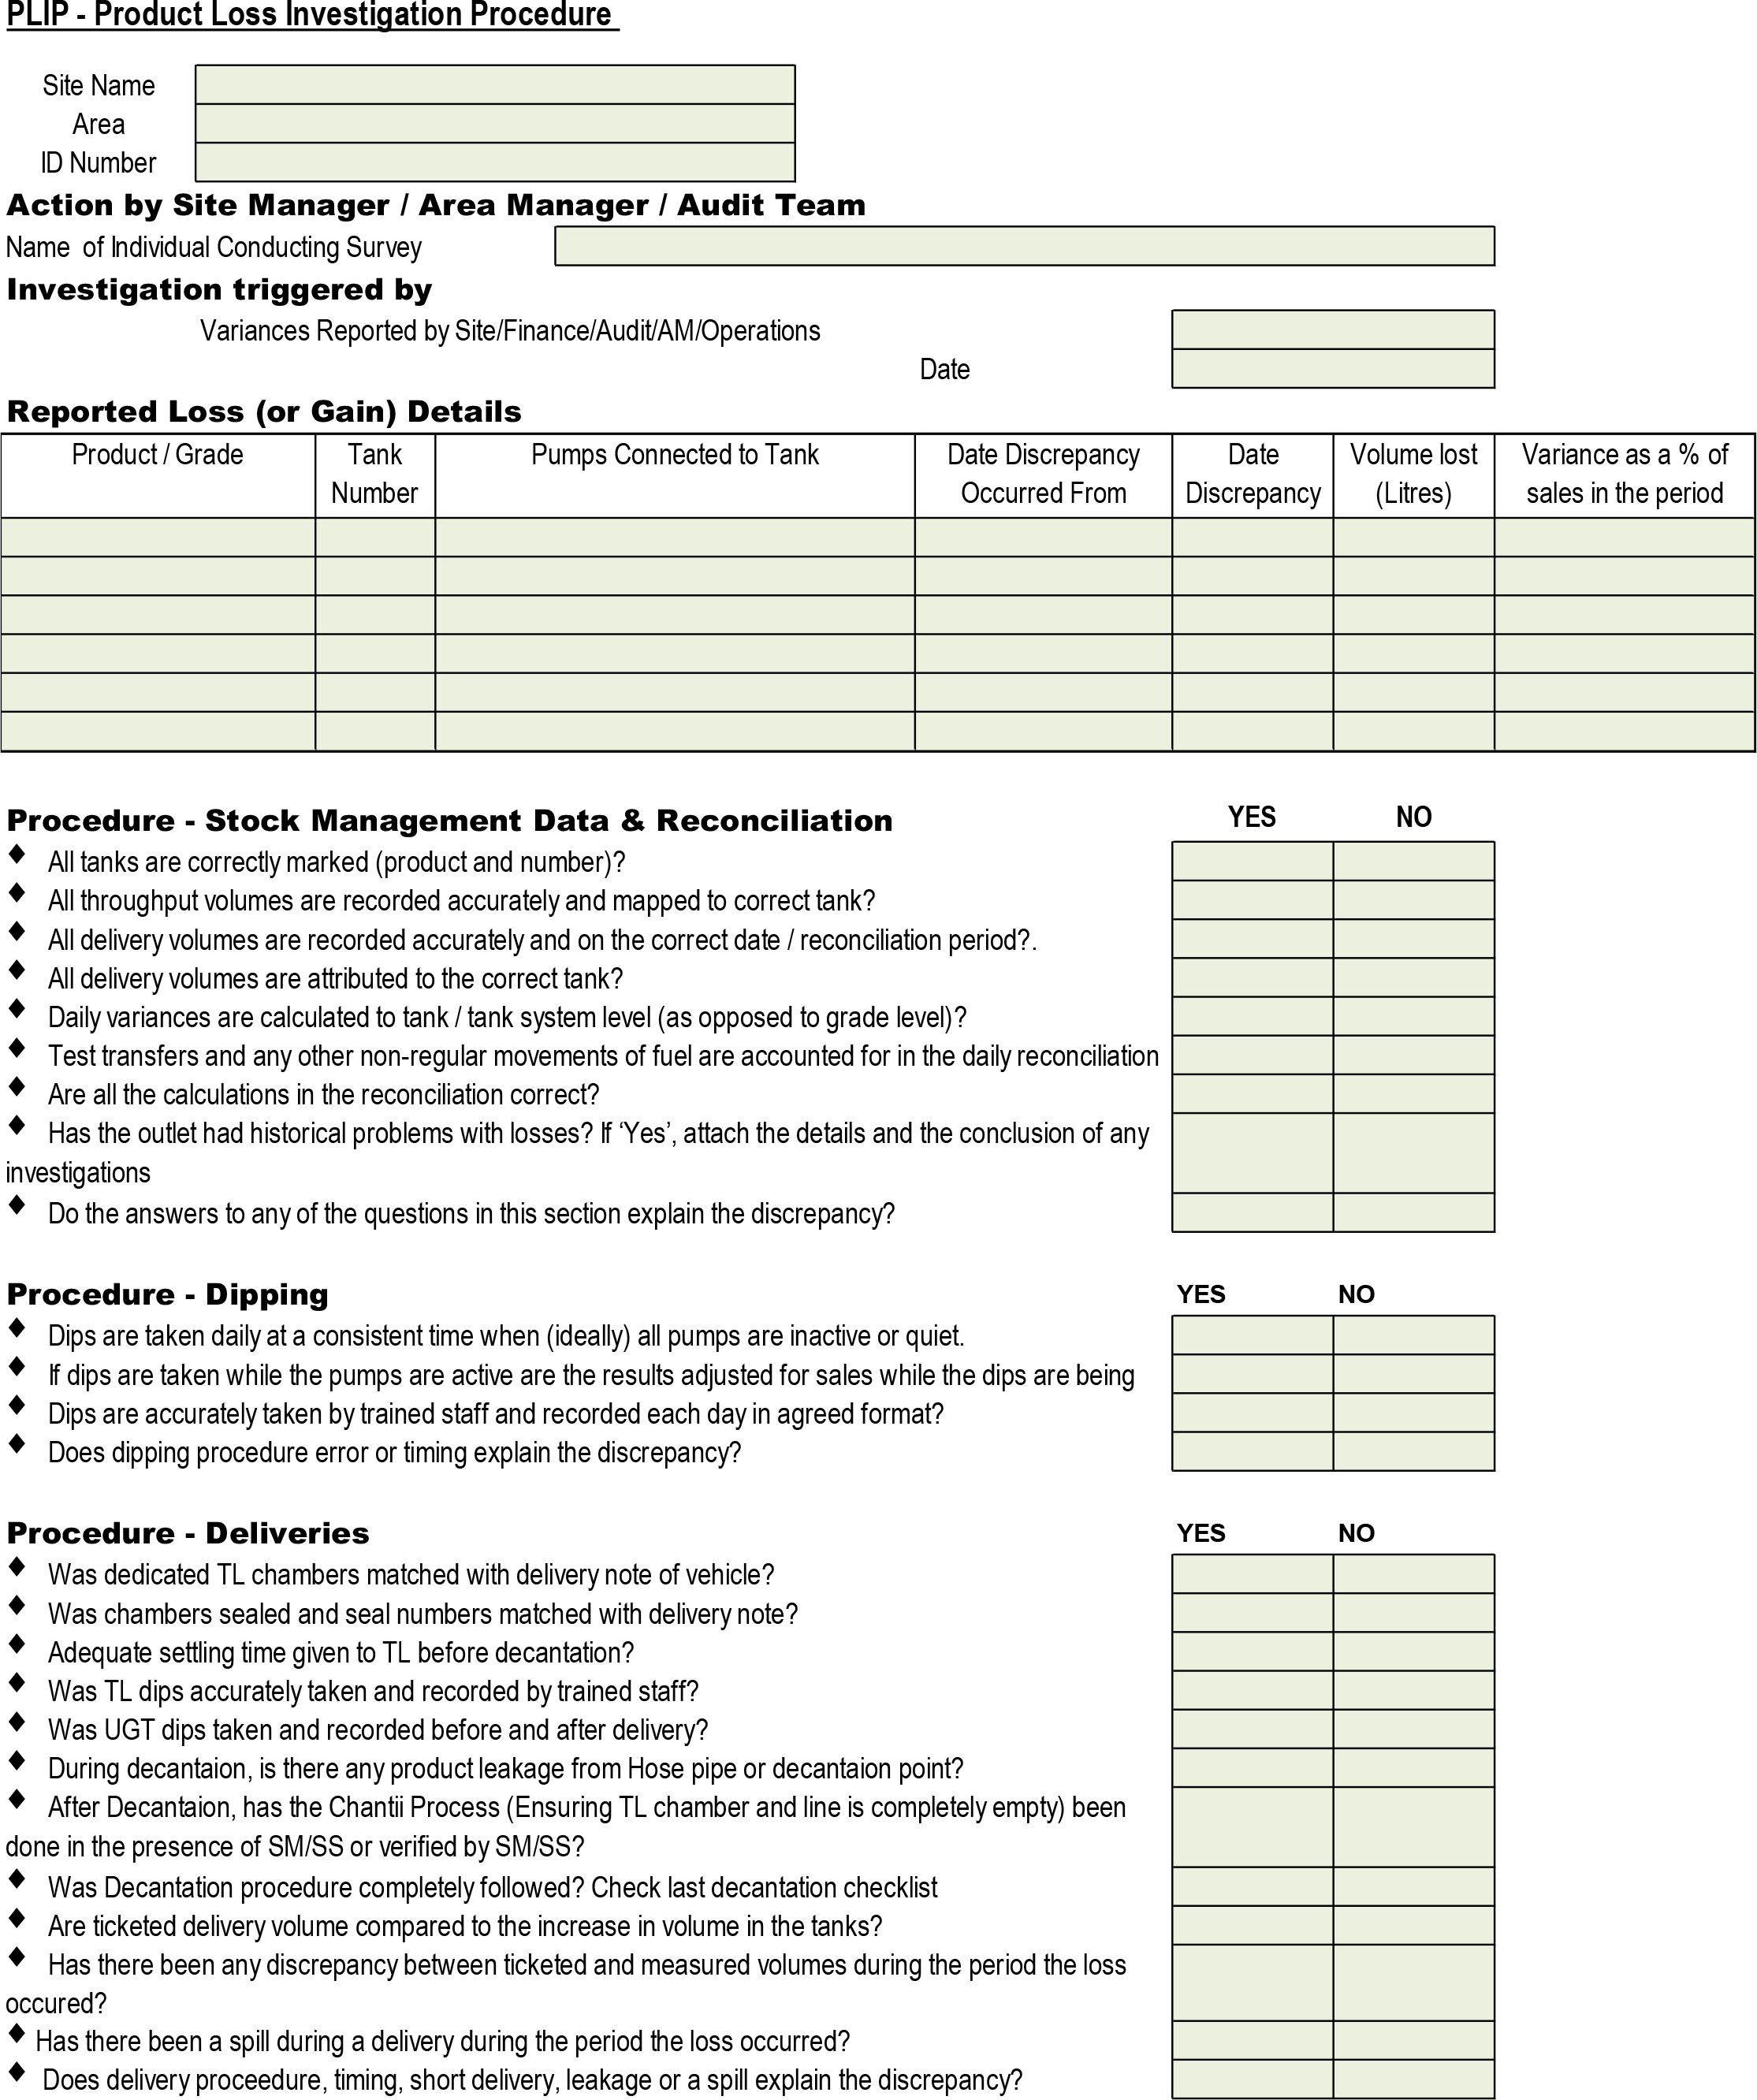 PLIP - Product Loss Investigation Procedure
Site Name
Area
ID Number
Action by Site Manager / Area Manager / Audit Team
Name of Individual Conducting Survey
Investigation triggered by
Variances Reported by Site/Finance/Audit/AM/Operations
Date
Reported Loss (or Gain) Details
Product / Grade Tank Pumps Connected to Tank Date Discrepancy Date Volume lost Variance as a % of
Number Occurred From Discrepancy (Litres) sales in the period
Procedure - Stock Management Data & Reconciliation YES NO
♦ All tanks are correctly marked (product and number)?
♦ All throughput volumes are recorded accurately and mapped to correct tank?
♦ All delivery volumes are recorded accurately and on the correct date / reconciliation period?.
♦ All delivery volumes are attributed to the correct tank?
♦ Daily variances are calculated to tank / tank system level (as opposed to grade level)?
♦ Test transfers and any other non-regular movements of fuel are accounted for in the daily reconciliation
♦ Are all the calculations in the reconciliation correct?
♦ Has the outlet had historical problems with losses? If ‘Yes’, attach the details and the conclusion of any
investigations
♦ Do the answers to any of the questions in this section explain the discrepancy?
Procedure - Dipping YES NO
♦ Dips are taken daily at a consistent time when (ideally) all pumps are inactive or quiet.
♦ If dips are taken while the pumps are active are the results adjusted for sales while the dips are being
♦ Dips are accurately taken by trained staff and recorded each day in agreed format?
♦ Does dipping procedure error or timing explain the discrepancy?
Procedure - Deliveries YES NO
♦ Was dedicated TL chambers matched with delivery note of vehicle?
♦ Was chambers sealed and seal numbers matched with delivery note?
♦ Adequate settling time given to TL before decantation?
♦ Was TL dips accurately taken and recorded by trained staff?
♦ Was UGT dips taken and recorded before and after delivery?
♦ During decantaion, is there any product leakage from Hose pipe or decantaion point?
♦ After Decantaion, has the Chantii Process (Ensuring TL chamber and line is completely empty) been
done in the presence of SM/SS or verified by SM/SS?
♦ Was Decantation procedure completely followed? Check last decantation checklist
♦ Are ticketed delivery volume compared to the increase in volume in the tanks?
♦ Has there been any discrepancy between ticketed and measured volumes during the period the loss
occured?
♦ Has there been a spill during a delivery during the period the loss occurred?
♦ Does delivery proceedure, timing, short delivery, leakage or a spill explain the discrepancy?